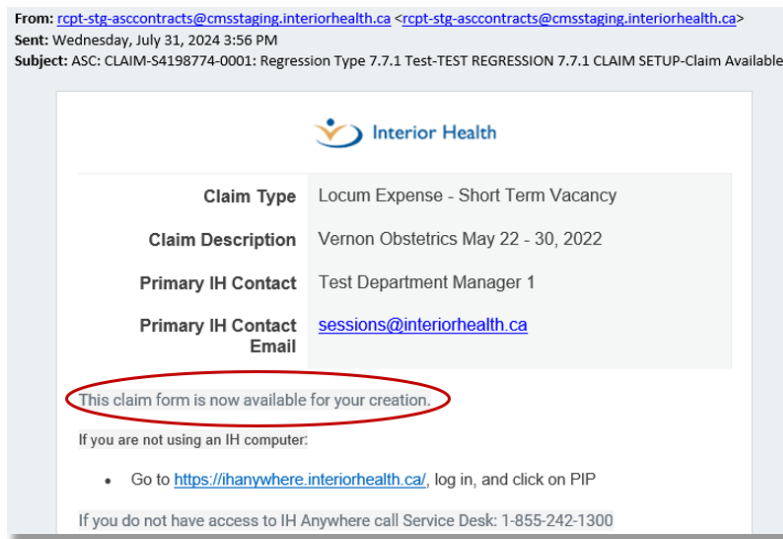 From: rcpt-stg-asccontracts@cmsstaging.interiorhealth.ca <rcpt-stg-asccontracts@cmsstaging.interiorhealth.ca>
Sent: Wednesday, July 31, 2024 3:56 PM
Subject: ASC: CLAIM-S4198774-0001: Regression Type 7.7.1 Test-TEST REGRESSION 7.7.1 CLAIM SETUP-Claim Available
Interior Health
Claim Type Locum Expense - Short Term Vacancy
Claim Description Vernon Obstetrics May 22 - 30, 2022
Primary IH Contact Test Department Manager 1
Primary IH Contact sessions@interiorhealth.ca
Email
This claim form is now available for your creation.
If you are not using an IH computer:
• Go to https://ihanywhere.interiorhealth.ca/, log in, and click on PIP
If you do not have access to IH Anywhere call Service Desk: 1-855-242-1300